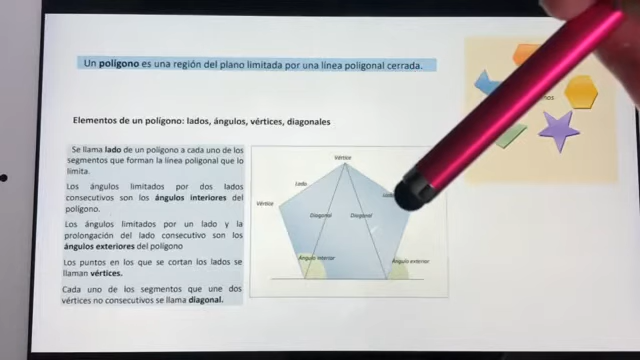 Un polígono es una región del plano limitada por una línea poligonal cerrada.
Elementos de un polígono: lados, ángulos, vértices, diagonales
Se llama lado de un polígono a cada uno de los
segmentos que forman la línea poligonal que lo
limita.
Los ángulos limitados por dos lados
consecutivos son los ángulos interiores del
polígono.
Los ángulos limitados por un lado y la
prolongación del lado consecutivo son los
ángulos exteriores del polígono
Los puntos en los que se cortan los lados se
llaman vértices.
Cada uno de los segmentos que une dos
vértices no consecutivos se llama diagonal.
Vértice
Lado
Vértice
Diagonal
Diagonal
Ángulo interior
Ángulo exterior